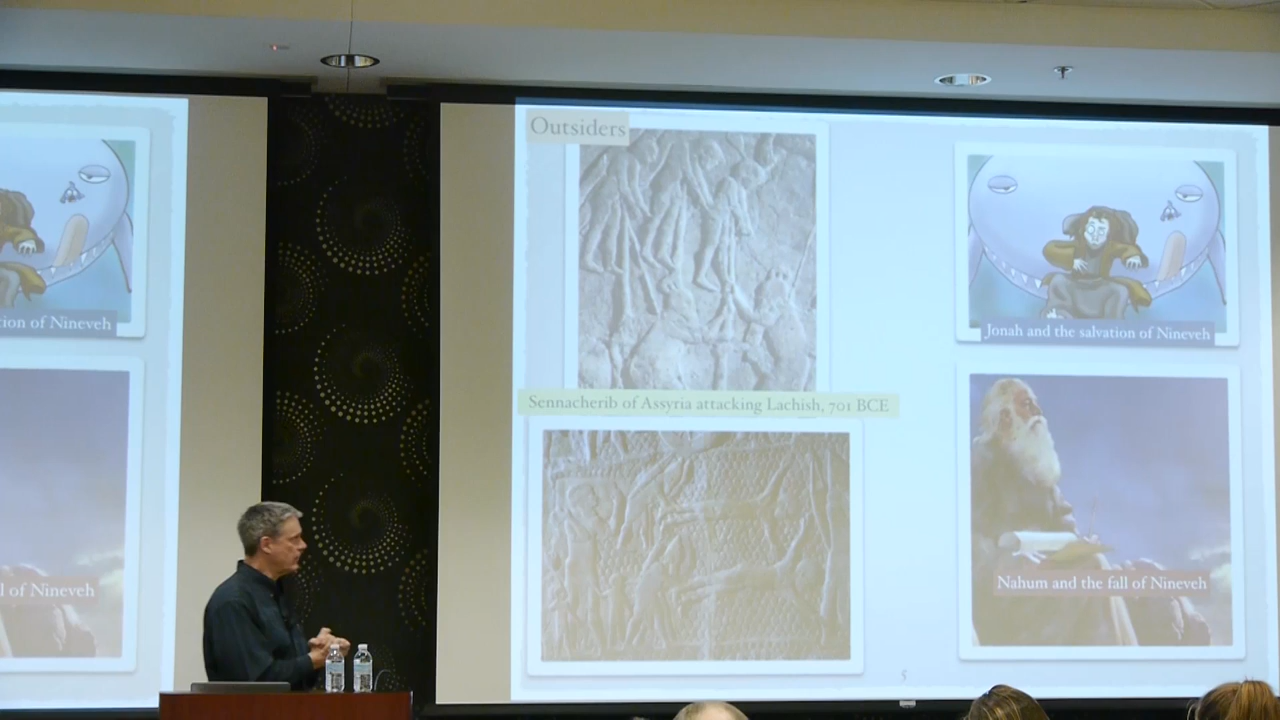 tion of Nineveh
l of Nineveh
Outsiders
Sennacherib of Assyria attacking Lachish, 701 BCE
Jonah and the salvation of Nineveh
Nahum and the fall of Nineveh
5